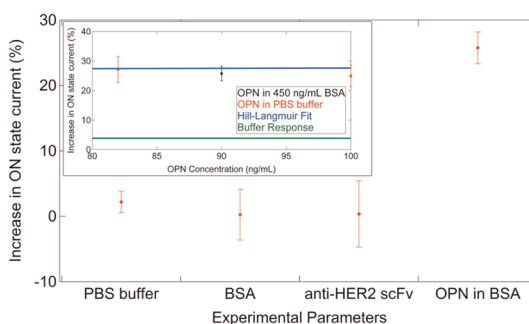 Increase in ON state current (%)
30
20
10
0
-10
PBS buffer
BSA
anti-HER2 scFv
OPN in BSA
Experimental Parameters
Increase in ON state current (%)
40
30
20
10
0
80
85
90
95
100
OPN Concentration (ng/mL)
OPN in 450 ng/mL BSA
OPN in PBS buffer
Hill-Langmuir Fit
Buffer Response